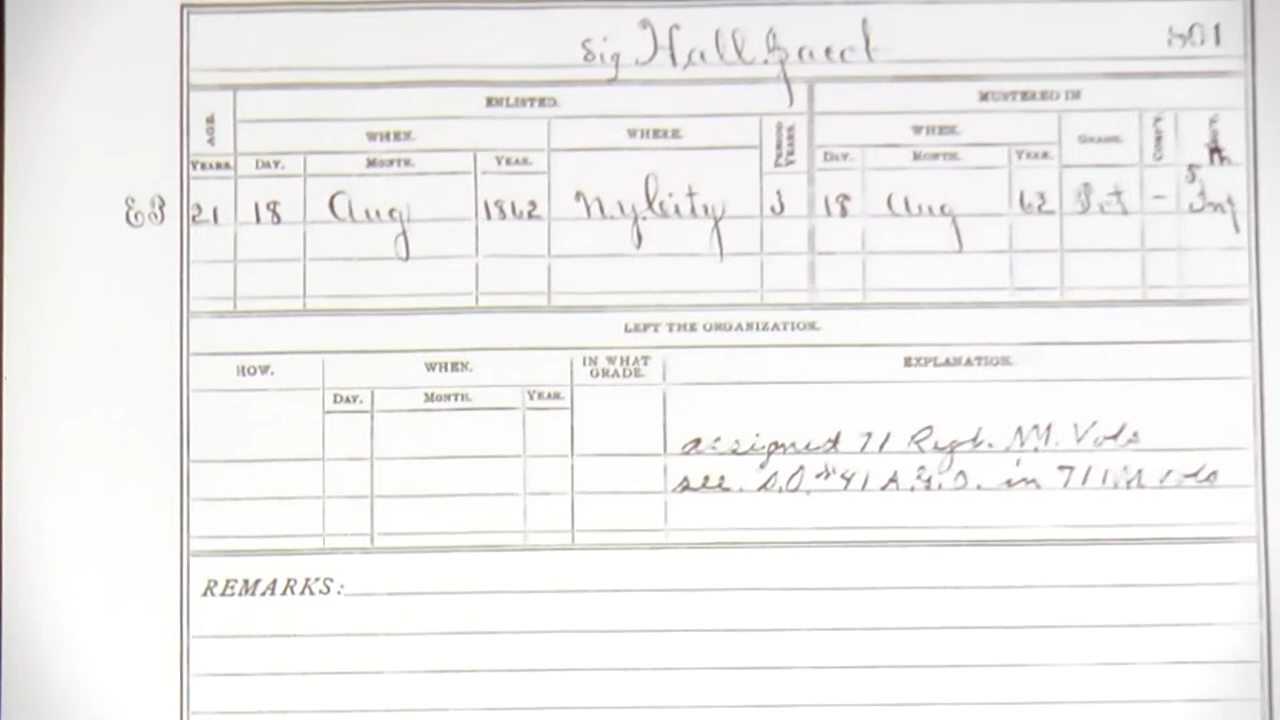 sig Hall 801
ENLISTED. MUSTERED IN
AGE. WHEN. WHERE. PERIOD YEARS. WHEN. GRADE. COMP'Y. REG'T.
YEARS. DAY. MONTH. YEAR. DAY. MONTH. YEAR.
21 18 Aug 1862 N.Y. City 3 18 Aug 62 Pvt - 5 Inf
LEFT THE ORGANIZATION.
HOW. WHEN. IN WHAT GRADE. EXPLANATION.
DAY. MONTH. YEAR.
assigned 71 Regt. N.Y. Vols
see S.O. #41 A.G.O. in 71 N.Y. Vols
REMARKS: